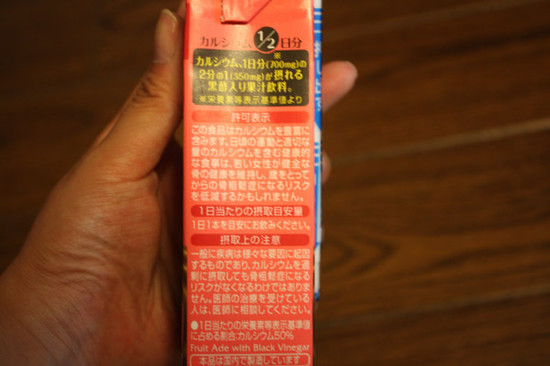 カルシウム1/2日分
カルシウム、1日分(700mg)の※
2分の1(350mg)が摂れる
黒酢入り果汁飲料。
※栄養素等表示基準値より
許可表示
この食品はカルシウムを豊富に
含みます。日頃の運動と適切な
量のカルシウムを含む健康的
な食事は、若い女性が健全な
骨の健康を維持し、歳をとって
からの骨粗鬆症になるリスク
を低減するかもしれません。
1日当たりの摂取目安量
1日1本を目安にお飲みください。
摂取上の注意
一般に疾病は様々な要因に起因
するものであり、カルシウムを過
剰に摂取しても骨粗鬆症になる
リスクがなくなるわけではありま
せん。医師の治療を受けている
人は、医師に相談してください。
●1日当たりの栄養素等表示基準値
に占める割合:カルシウム50%
Fruit Ade with Black Vinegar
本品は国内で製造しています